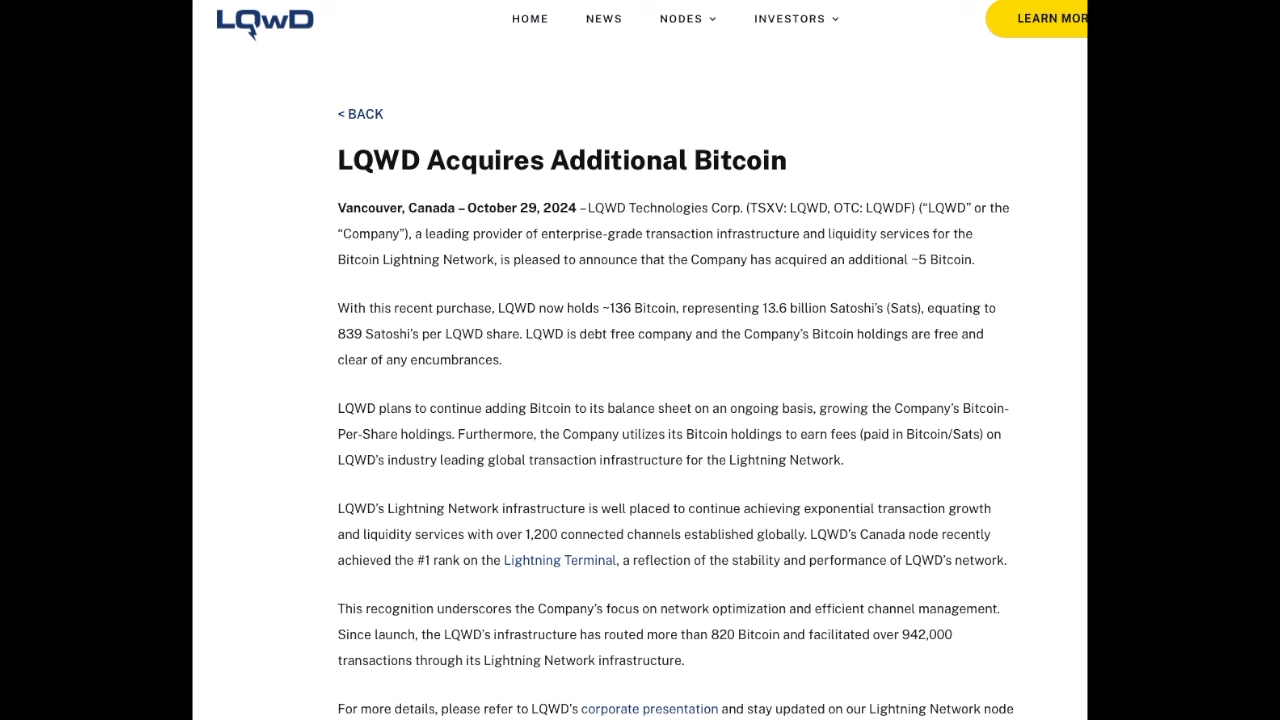 LQwD
HOME NEWS NODES INVESTORS
LEARN MOR
< BACK
LQWD Acquires Additional Bitcoin
Vancouver, Canada – October 29, 2024 – LQWD Technologies Corp. (TSXV: LQWD, OTC: LQWDF) (“LQWD” or the
“Company”), a leading provider of enterprise-grade transaction infrastructure and liquidity services for the
Bitcoin Lightning Network, is pleased to announce that the Company has acquired an additional ~5 Bitcoin.
With this recent purchase, LQWD now holds ~136 Bitcoin, representing 13.6 billion Satoshi’s (Sats), equating to
839 Satoshi’s per LQWD share. LQWD is debt free company and the Company’s Bitcoin holdings are free and
clear of any encumbrances.
LQWD plans to continue adding Bitcoin to its balance sheet on an ongoing basis, growing the Company’s Bitcoin-
Per-Share holdings. Furthermore, the Company utilizes its Bitcoin holdings to earn fees (paid in Bitcoin/Sats) on
LQWD’s industry leading global transaction infrastructure for the Lightning Network.
LQWD’s Lightning Network infrastructure is well placed to continue achieving exponential transaction growth
and liquidity services with over 1,200 connected channels established globally. LQWD’s Canada node recently
achieved the #1 rank on the Lightning Terminal, a reflection of the stability and performance of LQWD’s network.
This recognition underscores the Company’s focus on network optimization and efficient channel management.
Since launch, the LQWD’s infrastructure has routed more than 820 Bitcoin and facilitated over 942,000
transactions through its Lightning Network infrastructure.
For more details, please refer to LQWD’s corporate presentation and stay updated on our Lightning Network node